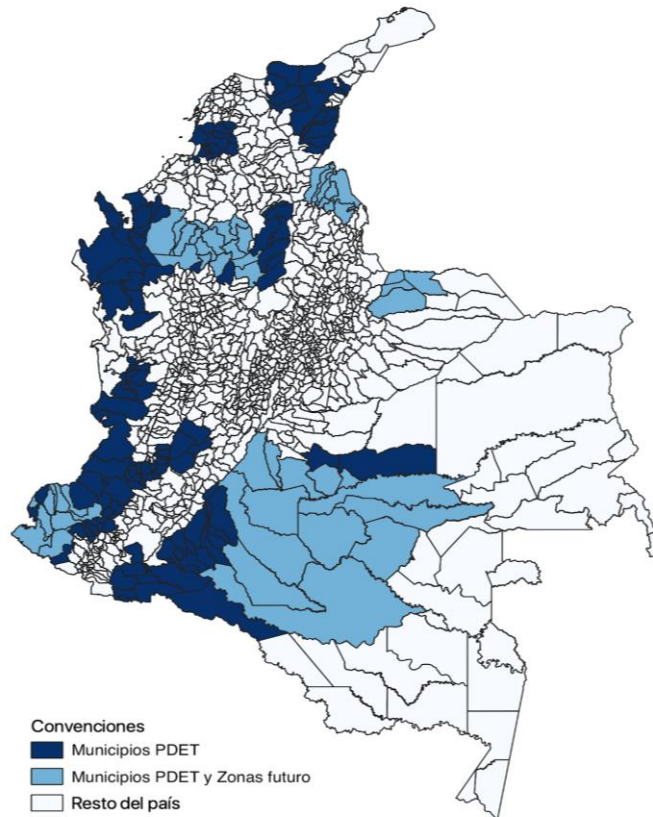 Convenciones
Municipios PDET
Municipios PDET y Zonas futuro
Resto del país